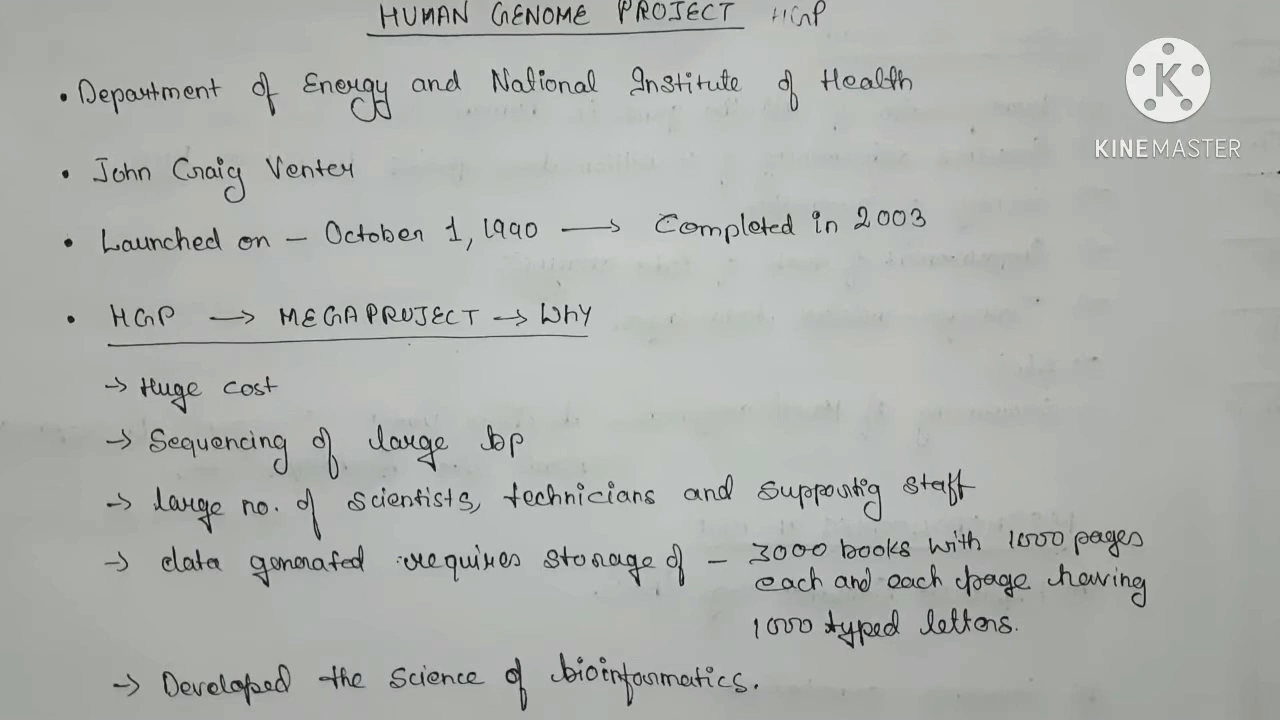 HUMAN GENOME PROJECT HGP
• Department of Energy and National Institute of Health
• John Craig Venter
• Launched on – October 1, 1990 → Completed in 2003
• HGP → MEGAPROJECT → WHY
→ Huge cost
→ Sequencing of large bp
→ large no. of scientists, technicians and supporting staff
→ data generated requires storage of – 3000 books with 1000 pages
each and each page having
1000 typed letters.
→ Developed the science of bioinformatics.
K
KINEMASTER